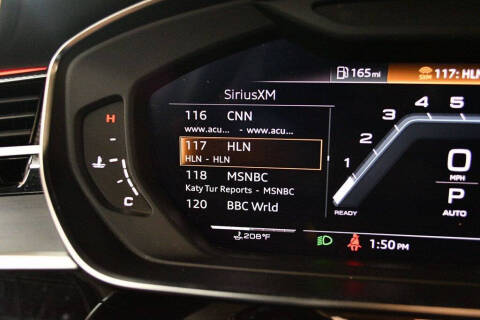 165mi
SXM 117: HLN
SiriusXM
116 CNN
www.acu... - www.acu...
117 HLN
HLN - HLN
118 MSNBC
Katy Tur Reports - MSNBC
120 BBC Wrld
H
C
1
2
3
4
5
READY
0
MPH
P
AUTO
208°F
1:50PM